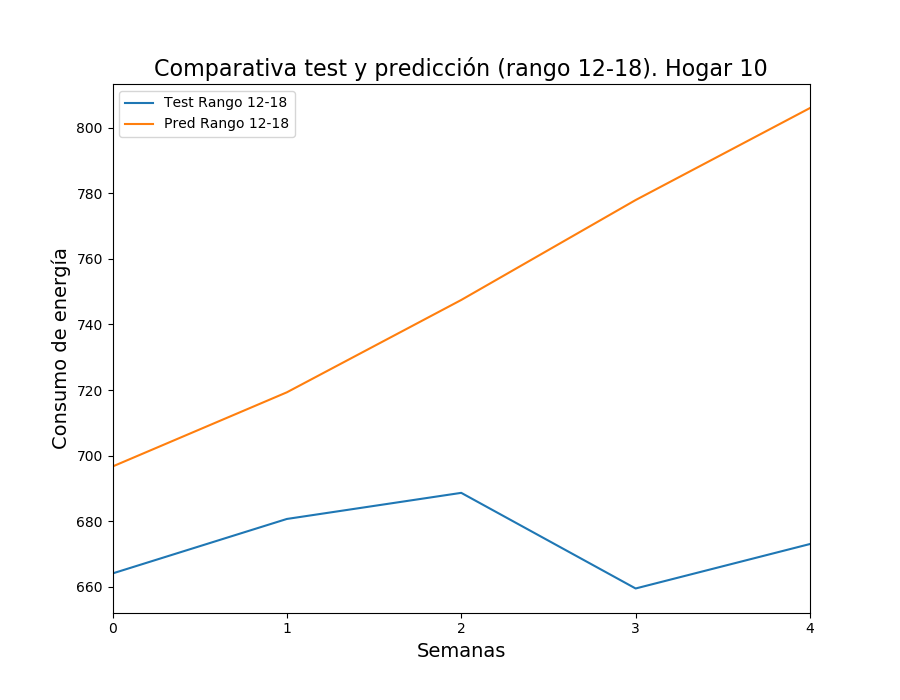 Comparativa test y predicción (rango 12-18). Hogar 10
Test Rango 12-18
Pred Rango 12-18
800
780
760
740
720
700
680
660
Consumo de energía
0 1 2 3 4
Semanas